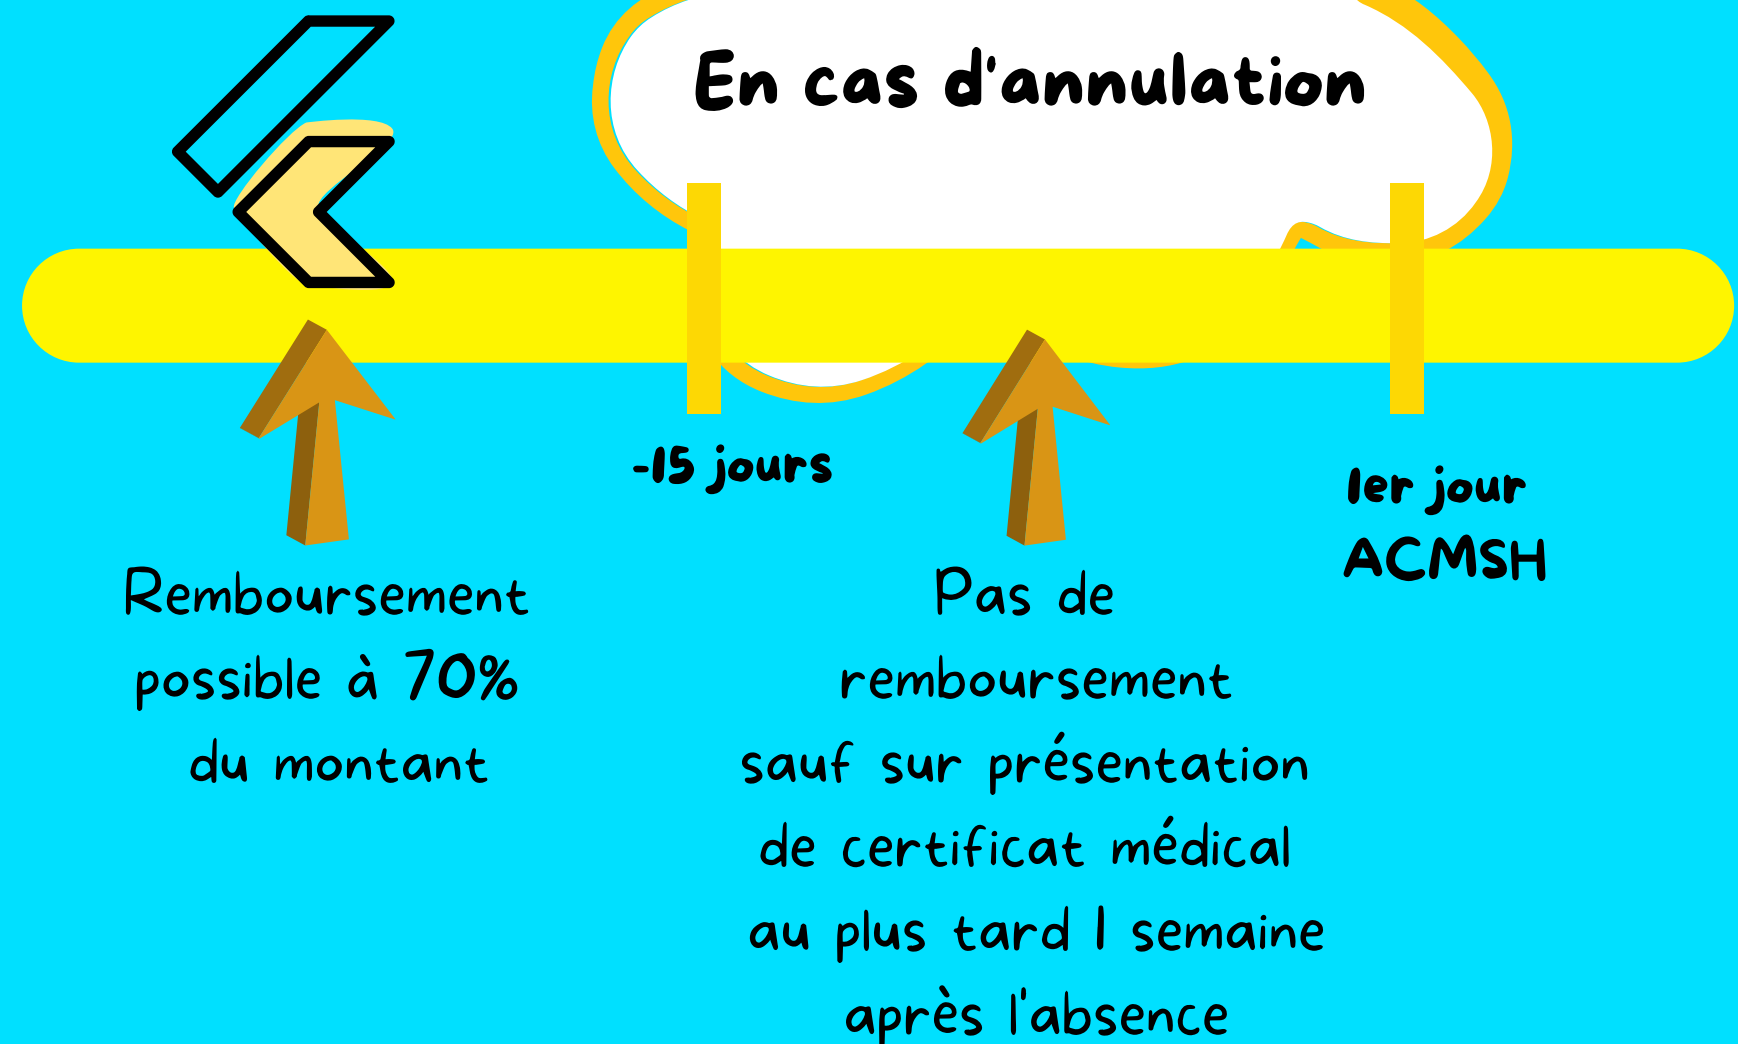 En cas d'annulation
-15 jours
1er jour
ACMSH
Remboursement
possible à 70%
du montant
Pas de
remboursement
sauf sur présentation
de certificat médical
au plus tard 1 semaine
après l'absence